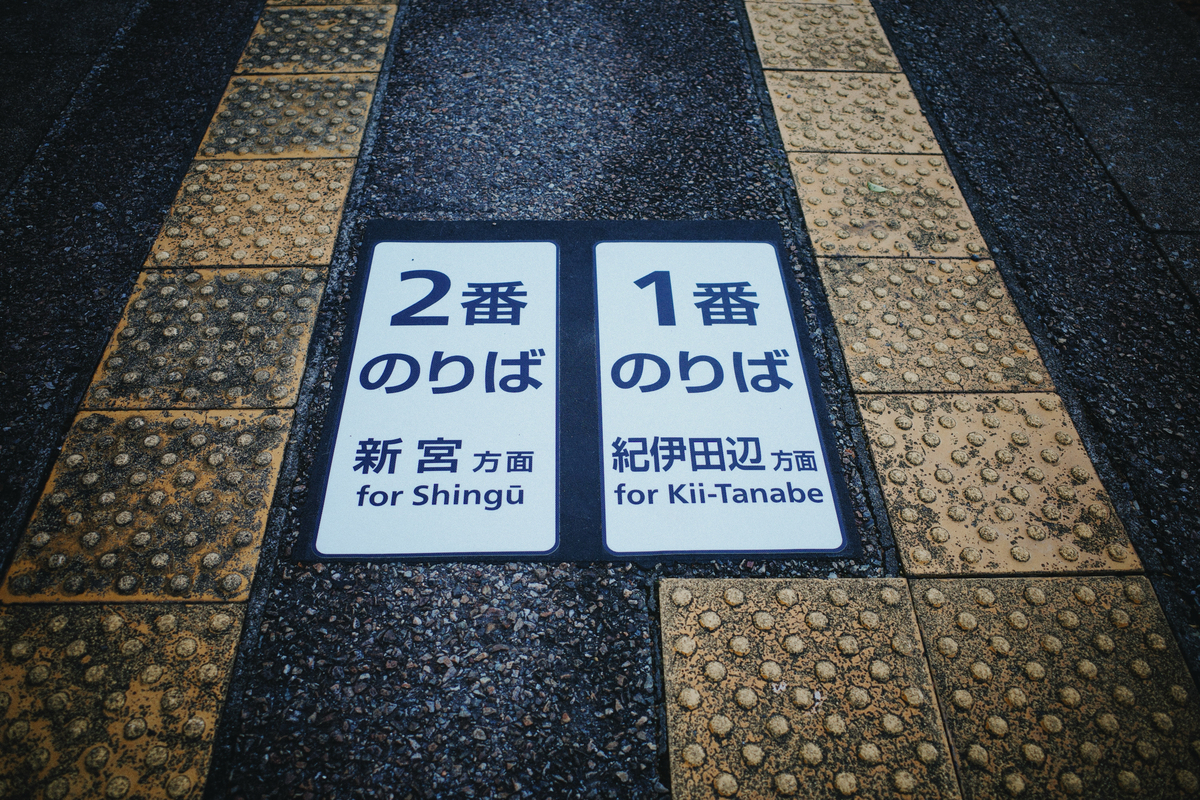 2番
のりば
新宮方面
for Shingū
1番
のりば
紀伊田辺方面
for Kii-Tanabe